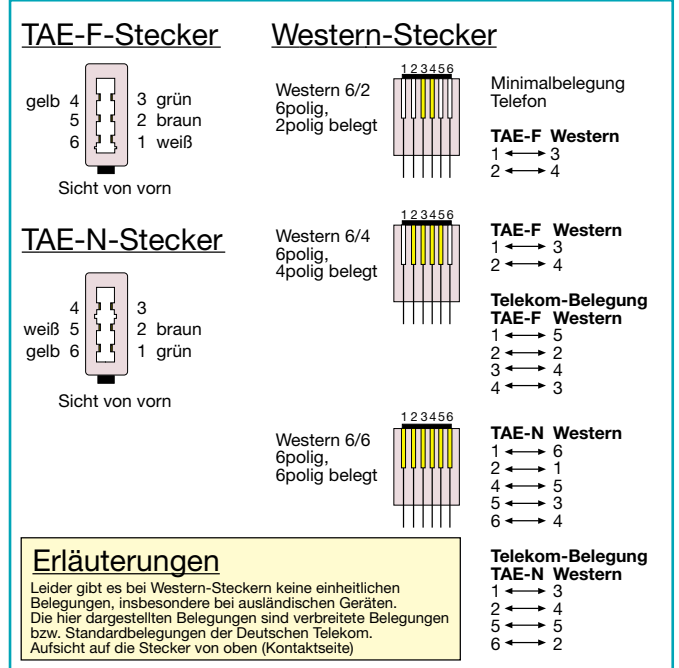 TAE-F-Stecker
gelb 4 3 grün
5 2 braun
6 1 weiß
Sicht von vorn
TAE-N-Stecker
4 3
weiß 5 2 braun
gelb 6 1 grün
Sicht von vorn
Western-Stecker
Western 6/2
6polig,
2polig belegt
123456
Minimalbelegung
Telefon
TAE-F Western
1 ↔ 3
2 ↔ 4
Western 6/4
6polig,
4polig belegt
123456
TAE-F Western
1 ↔ 3
2 ↔ 4
Telekom-Belegung
TAE-F Western
1 ↔ 5
2 ↔ 2
3 ↔ 4
4 ↔ 3
Western 6/6
6polig,
6polig belegt
123456
TAE-N Western
1 ↔ 6
2 ↔ 1
4 ↔ 5
5 ↔ 3
6 ↔ 4
Telekom-Belegung
TAE-N Western
1 ↔ 3
2 ↔ 4
5 ↔ 5
6 ↔ 2
Erläuterungen
Leider gibt es bei Western-Steckern keine einheitlichen
Belegungen, insbesondere bei ausländischen Geräten.
Die hier dargestellten Belegungen sind verbreitete Belegungen
bzw. Standardbelegungen der Deutschen Telekom.
Aufsicht auf die Stecker von oben (Kontaktseite)